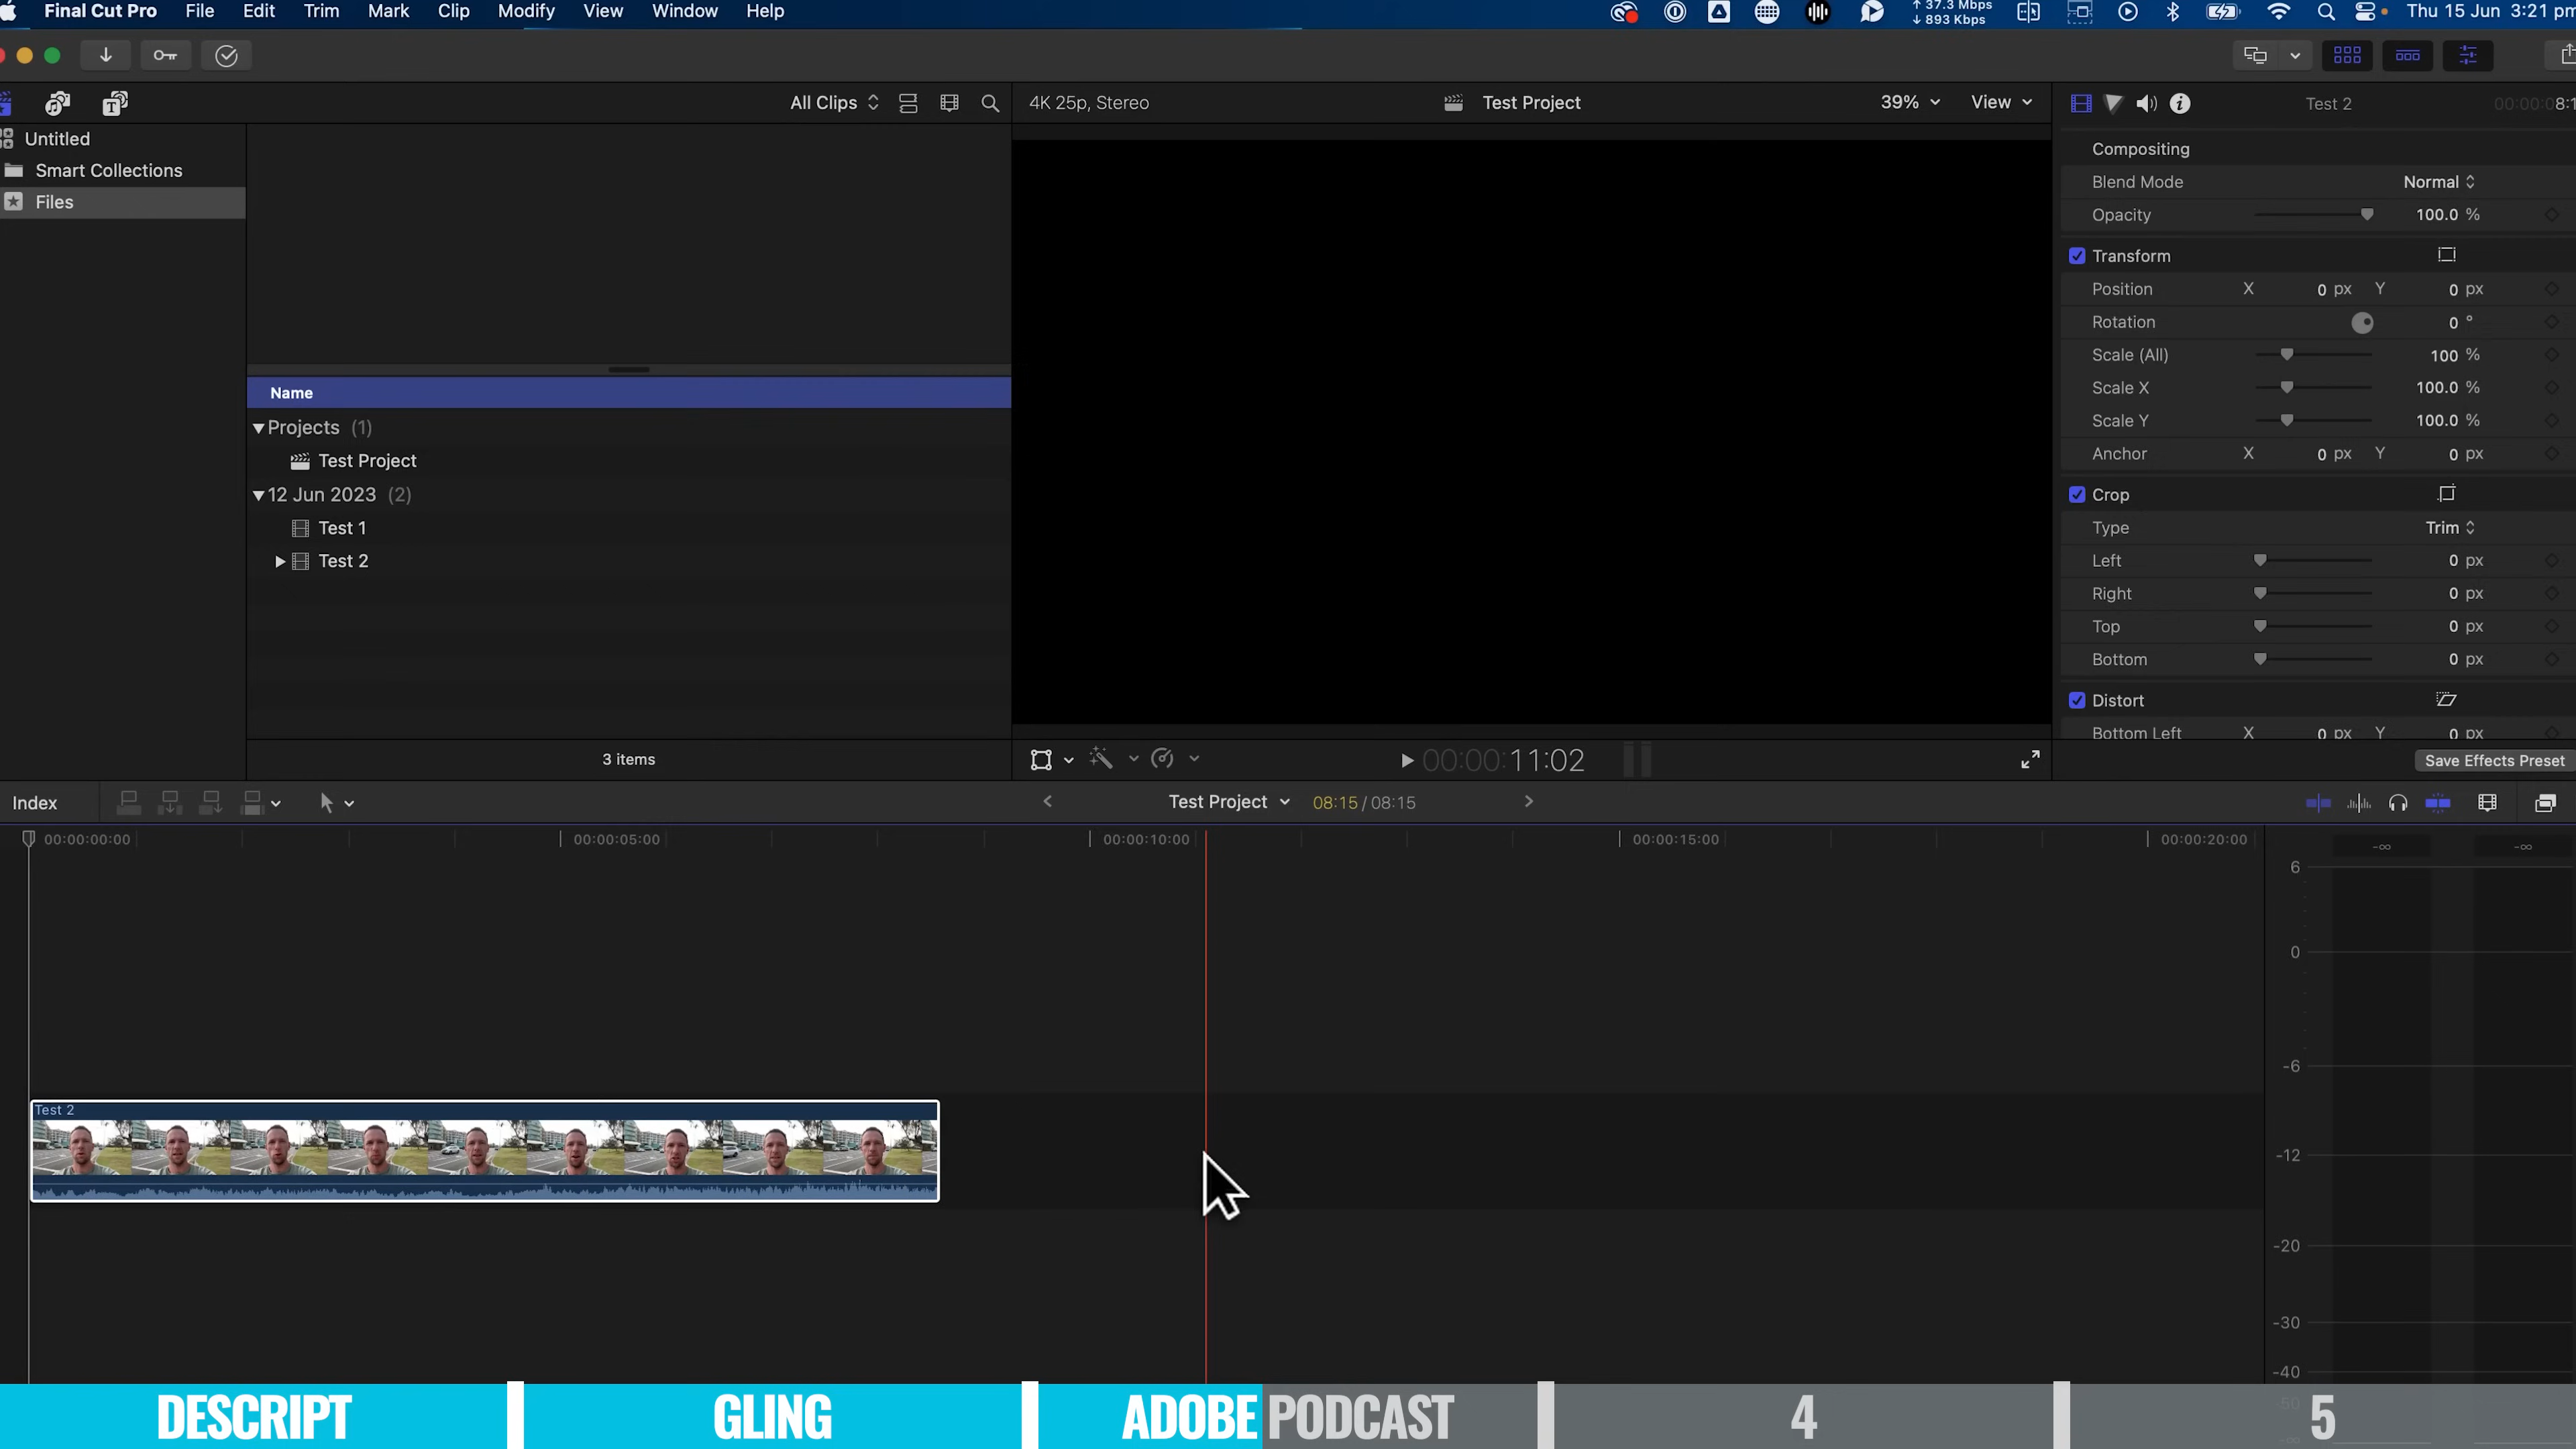 Final Cut Pro File Edit Trim Mark Clip Modify View Window Help
↑ 37.3 Mbps
↓ 893 Kbps
Thu 15 Jun 3:21 pm
All Clips
4K 25p, Stereo
Test Project
39%
View
Test 2
Untitled
Smart Collections
Files
Name
Projects (1)
Test Project
12 Jun 2023 (2)
Test 1
Test 2
3 items
00:00:11:02
Compositing
Blend Mode Normal
Opacity 100.0 %
Transform
Position X 0 px Y 0 px
Rotation 0 °
Scale (All) 100 %
Scale X 100.0 %
Scale Y 100.0 %
Anchor X 0 px Y 0 px
Crop
Type Trim
Left 0 px
Right 0 px
Top 0 px
Bottom 0 px
Distort
Bottom Left X 0 px Y 0 px
Save Effects Preset
Index
Test Project
08:15 / 08:15
00:00:00:00 00:00:05:00 00:00:10:00 00:00:15:00 00:00:20:00
-∞ -∞
6
0
-6
-12
-20
-30
-40
-50
Test 2
DESCRIPT GLING ADOBE PODCAST 4 5